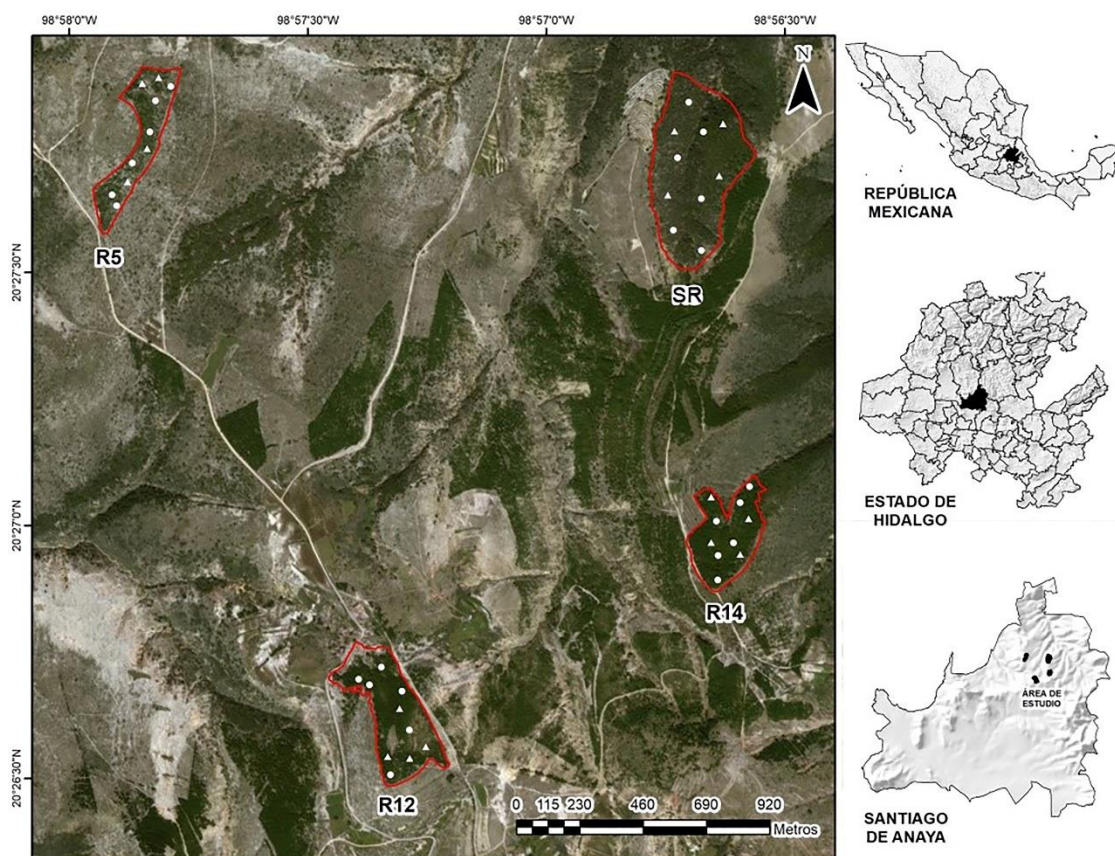 98°58'0"W
98°57'30"W
98°57'0"W
98°56'30"W
N
R5
SR
20°27'30"N
20°27'0"N
R14
R12
20°26'30"N
0 115 230 460 690 920
Metros
REPÚBLICA
MEXICANA
ESTADO DE
HIDALGO
ÁREA DE
ESTUDIO
SANTIAGO
DE ANAYA